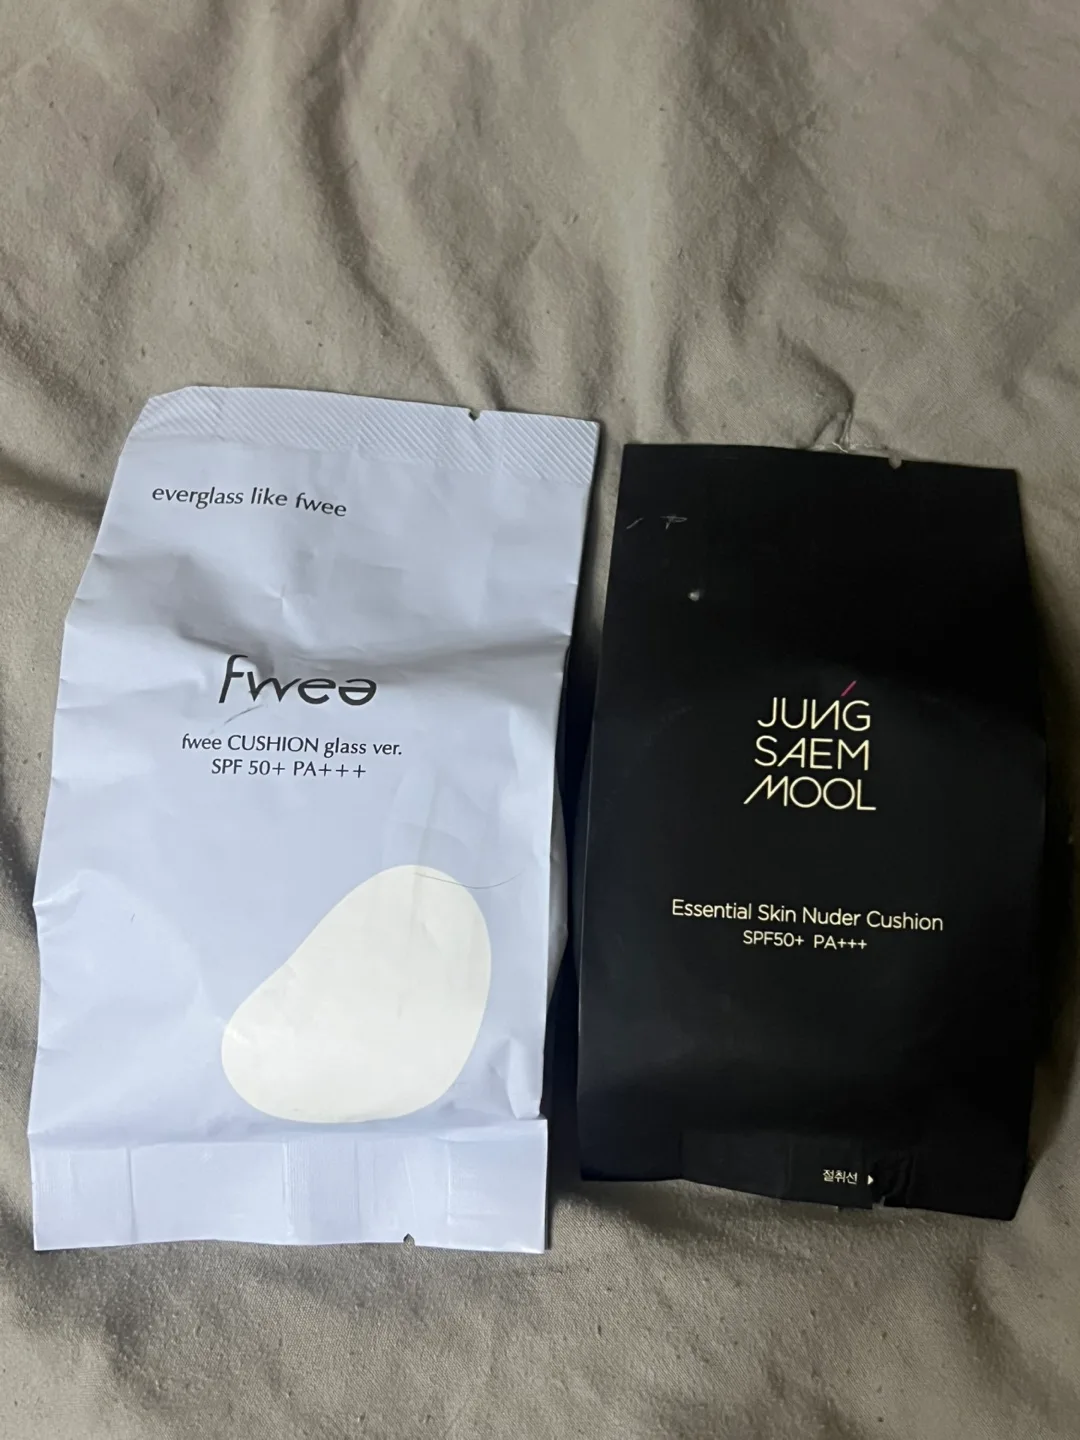 everglass like fwee
fwee
fwee CUSHION glass ver.
SPF 50+ PA+++
JUNG
SAEM
MOOL
Essential Skin Nuder Cushion
SPF50+ PA+++
절취선